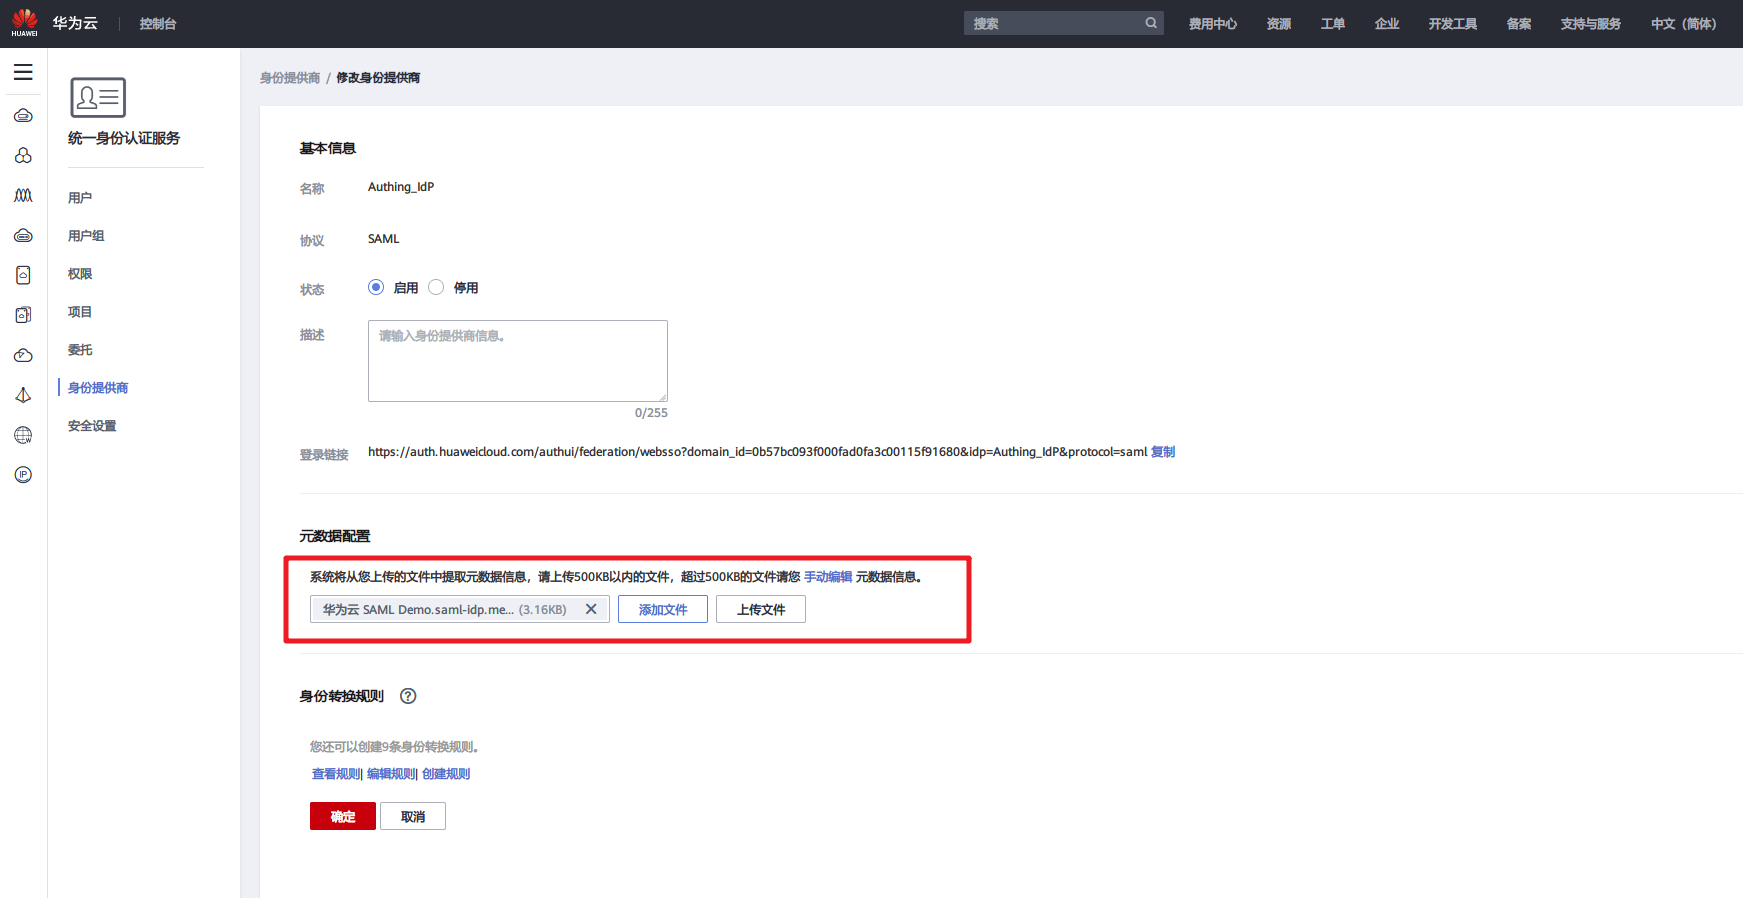 HUAWEI
华为云
控制台
搜索
费用中心
资源
工单
企业
开发工具
备案
支持与服务
中文（简体）
统一身份认证服务
用户
用户组
权限
项目
委托
身份提供商
安全设置
IP
身份提供商 / 修改身份提供商
基本信息
名称 Authing_IdP
协议 SAML
状态 启用 停用
描述 请输入身份提供商信息。
0/255
登录链接 https://auth.huaweicloud.com/authui/federation/websso?domain_id=0b57bc093f000fad0fa3c00115f91680&idp=Authing_IdP&protocol=saml 复制
元数据配置
系统将从您上传的文件中提取元数据信息，请上传500KB以内的文件，超过500KB的文件请您 手动编辑 元数据信息。
华为云 SAML Demo.saml-idp.me... (3.16KB) 添加文件 上传文件
身份转换规则 ?
您还可以创建9条身份转换规则。
查看规则| 编辑规则| 创建规则
确定 取消